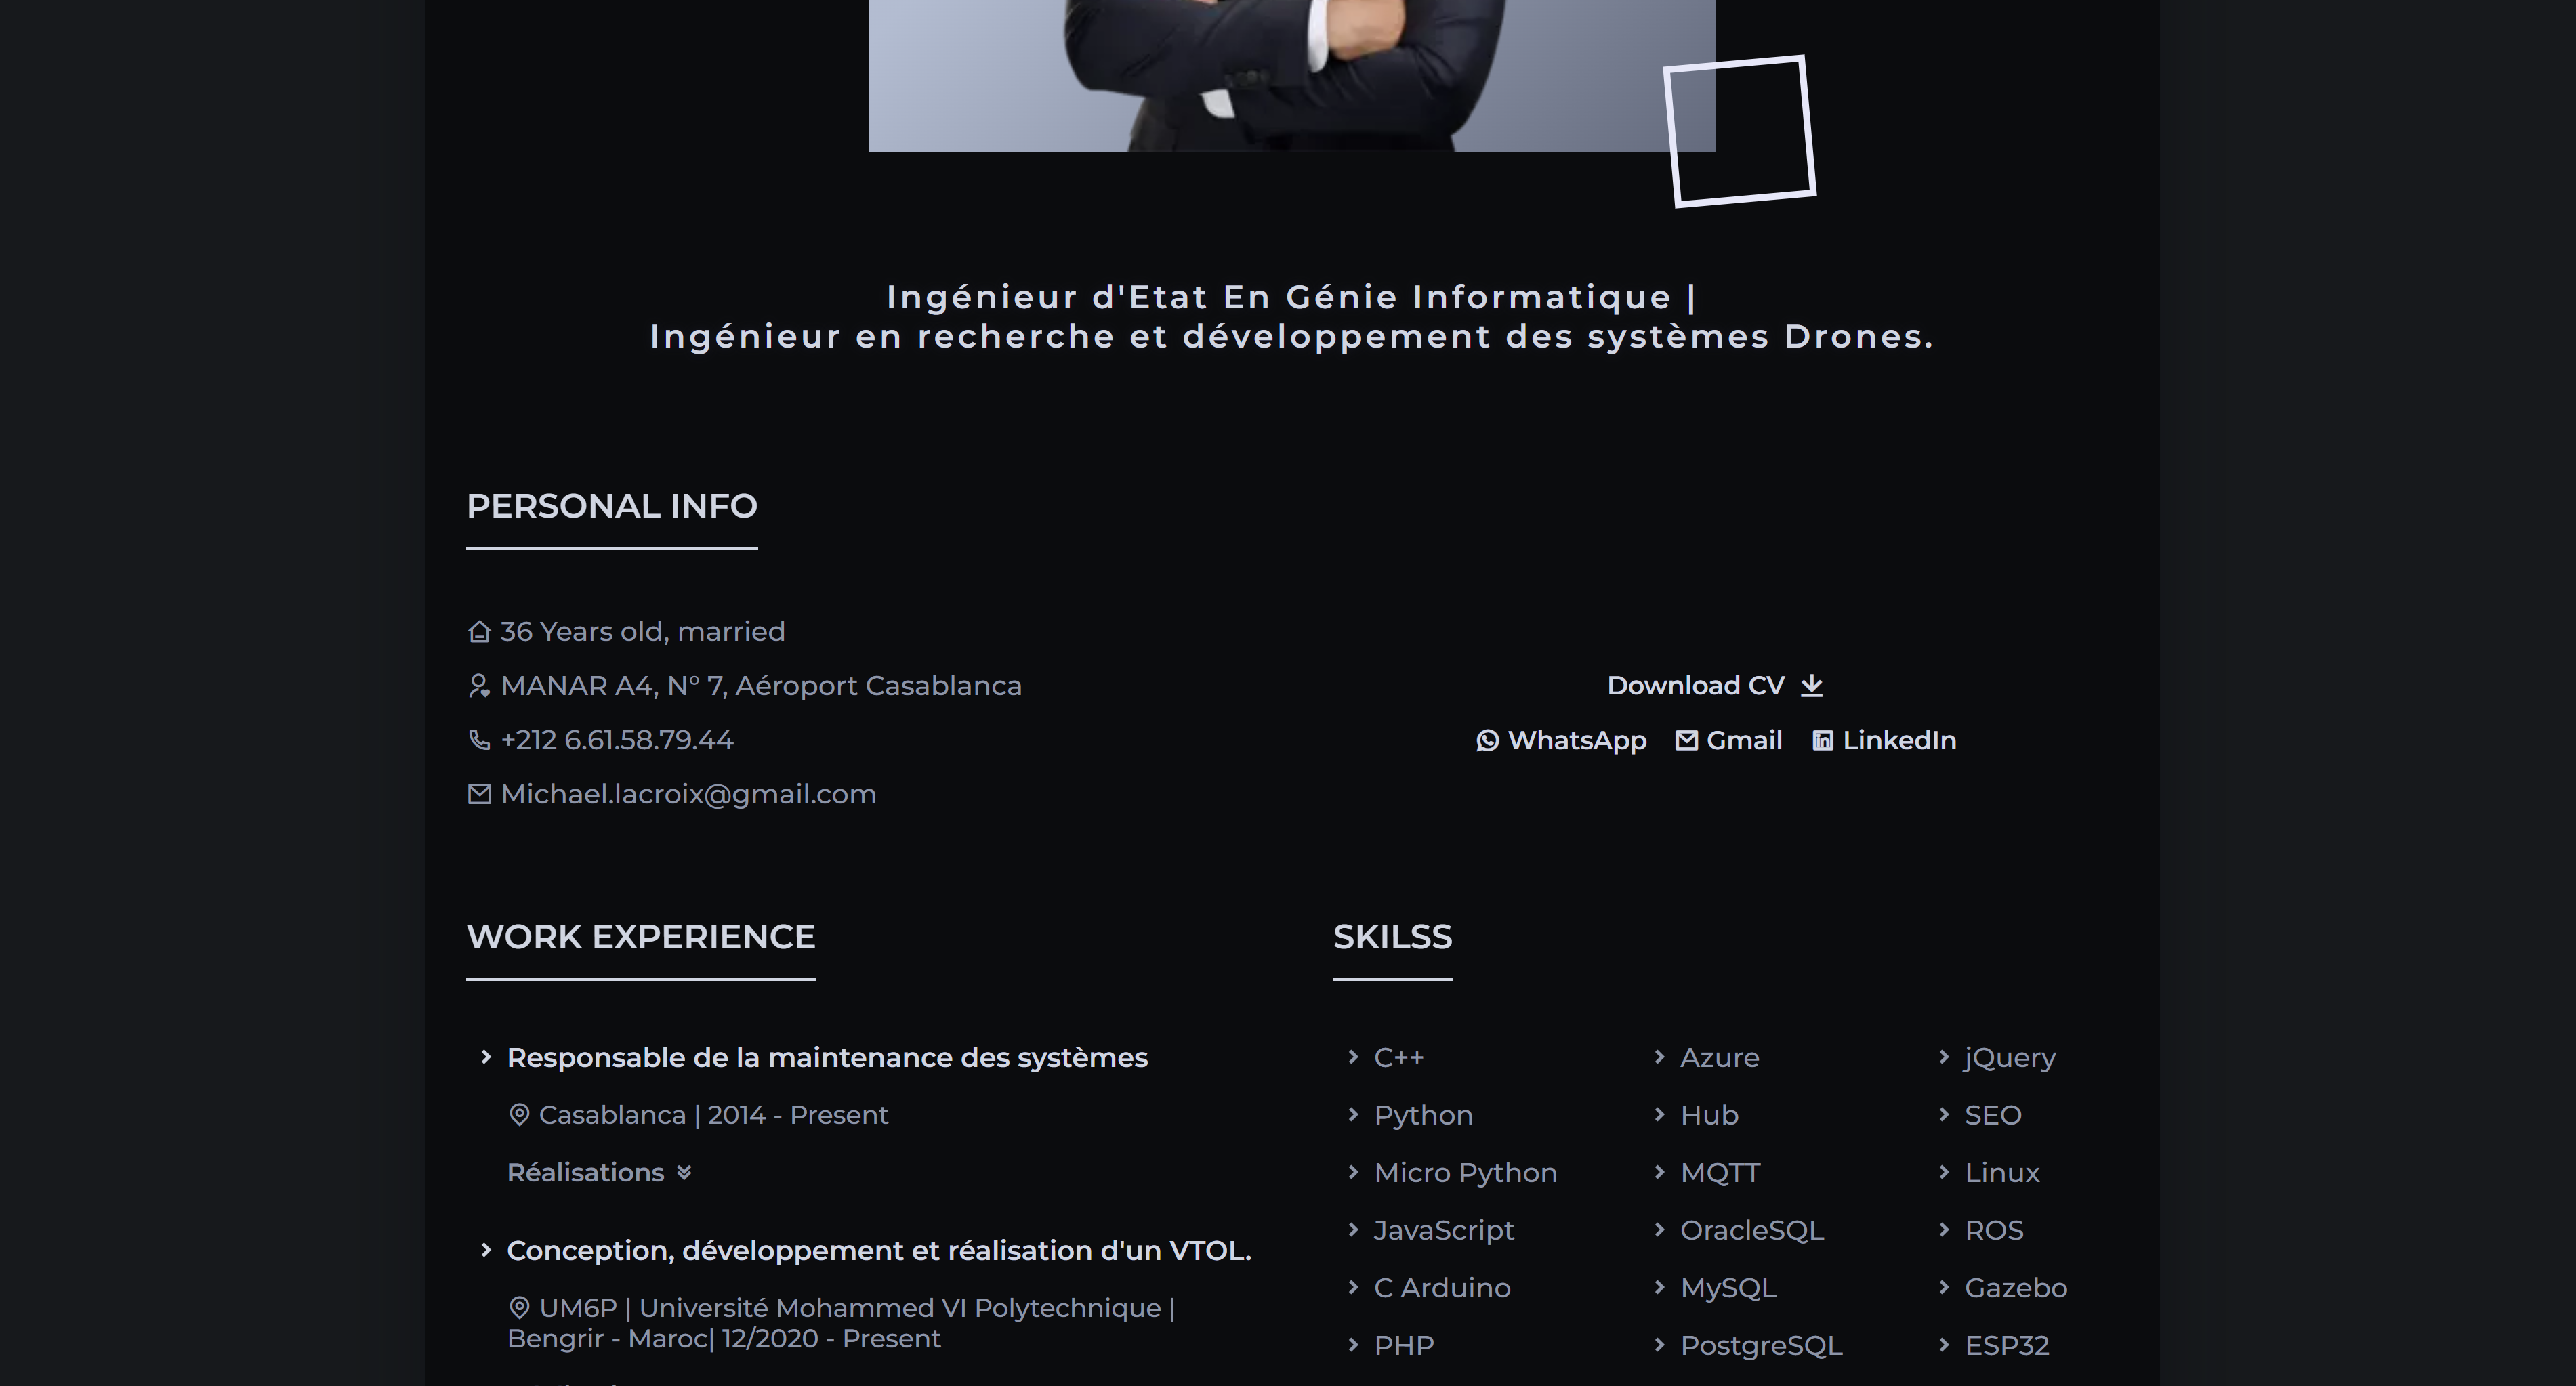 Ingénieur d'Etat En Génie Informatique |
Ingénieur en recherche et développement des systèmes Drones.
PERSONAL INFO
36 Years old, married
MANAR A4, N° 7, Aéroport Casablanca
+212 6.61.58.79.44
Michael.lacroix@gmail.com
Download CV
WhatsApp Gmail LinkedIn
WORK EXPERIENCE
Responsable de la maintenance des systèmes
Casablanca | 2014 - Present
Réalisations
Conception, développement et réalisation d'un VTOL.
UM6P | Université Mohammed VI Polytechnique |
Bengrir - Maroc| 12/2020 - Present
SKILSS
C++
Python
Micro Python
JavaScript
C Arduino
PHP
Azure
Hub
MQTT
OracleSQL
MySQL
PostgreSQL
jQuery
SEO
Linux
ROS
Gazebo
ESP32